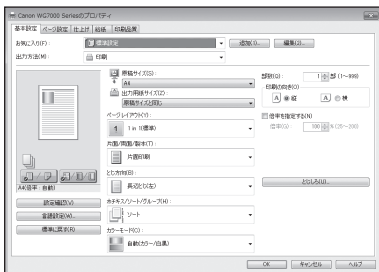 Canon WG7000 Seriesのプロパティ
基本設定 ページ設定 仕上げ 給紙 印刷品質
お気に入り(F): 標準設定 追加(1)... 編集(2)...
出力方法(M): 印刷
原稿サイズ(S):
A4
出力用紙サイズ(Z):
原稿サイズと同じ
ページレイアウト(Y):
1 1 in 1(標準)
片面/両面/製本(T):
片面印刷
とじ方向(B):
長辺とじ(左)
ホチキス/ソート/グループ(H):
ソート
カラーモード(C):
自動(カラー/白黒)
部数(Q): 1 部 (1~999)
印刷の向き(O)
A 縦 A 横
倍率を指定する(N)
倍率(G): 100 % (25~200)
とじしろ(U)...
A4(倍率: 自動)
設定確認(V)
言語設定(W)...
標準に戻す(R)
OK キャンセル ヘルプ